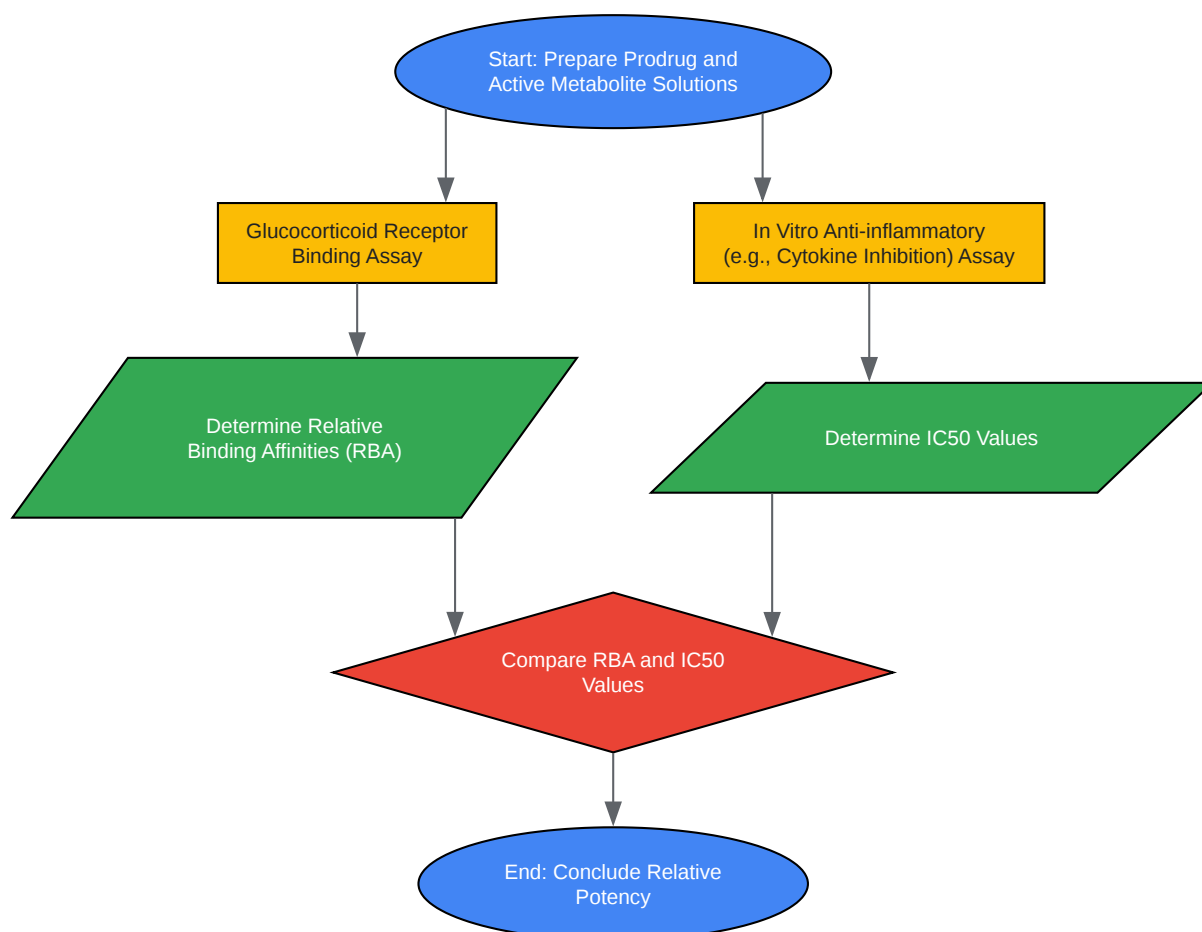 Start: Prepare Prodrug and
Active Metabolite Solutions
Glucocorticoid Receptor
Binding Assay
In Vitro Anti-inflammatory
(e.g., Cytokine Inhibition) Assay
Determine Relative
Binding Affinities (RBA)
Determine IC50 Values
Compare RBA and IC50
Values
End: Conclude Relative
Potency